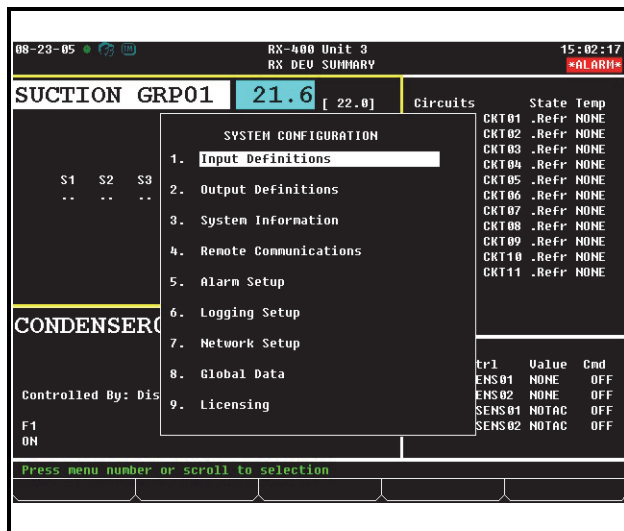 08-23-05
RX-400 Unit 3
15:02:17
RX DEV SUMMARY
*ALARM*
SUCTION GRP01
21.6
[ 22.0]
S1 S2 S3
.. .. ..
Circuits State Temp
CKT01 .Refr NONE
CKT02 .Refr NONE
CKT03 .Refr NONE
CKT04 .Refr NONE
CKT05 .Refr NONE
CKT06 .Refr NONE
CKT07 .Refr NONE
CKT08 .Refr NONE
CKT09 .Refr NONE
CKT10 .Refr NONE
CKT11 .Refr NONE
SYSTEM CONFIGURATION
1. Input Definitions
2. Output Definitions
3. System Information
4. Remote Communications
5. Alarm Setup
6. Logging Setup
7. Network Setup
8. Global Data
9. Licensing
CONDENSER
Controlled By: Dis
F1
ON
trl Value Cmd
ENS01 NONE OFF
ENS02 NONE OFF
SENS01 NOTAC OFF
SENS02 NOTAC OFF
Press menu number or scroll to selection